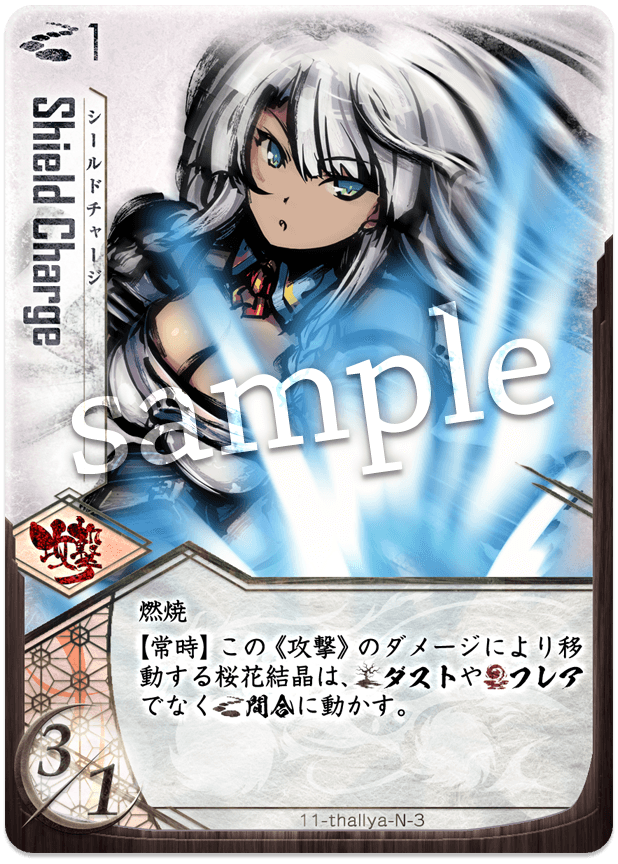 1
Shield Charge
シールドチャージ
sample
攻撃
燃焼
【常時】この《攻撃》のダメージにより移
動する桜花結晶は、ダストやフレア
でなく間合に動かす。
3/1
11-thallya-N-3